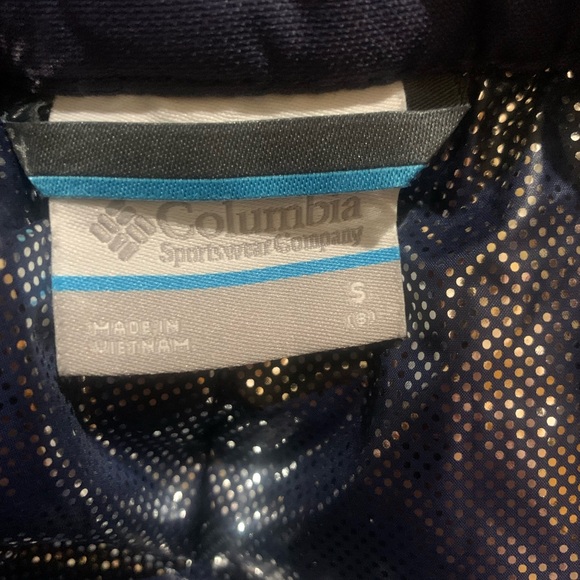 Columbia
Sportswear Company
S
(8)
MADE IN
VIETNAM